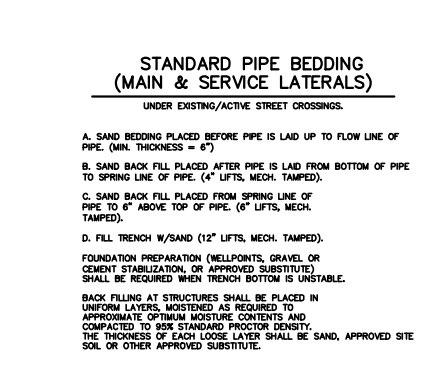 STANDARD PIPE BEDDING
(MAIN & SERVICE LATERALS)
UNDER EXISTING/ACTIVE STREET CROSSINGS.
A. SAND BEDDING PLACED BEFORE PIPE IS LAID UP TO FLOW LINE OF
PIPE. (MIN. THICKNESS = 6")
B. SAND BACK FILL PLACED AFTER PIPE IS LAID FROM BOTTOM OF PIPE
TO SPRING LINE OF PIPE. (4" LIFTS, MECH. TAMPED).
C. SAND BACK FILL PLACED FROM SPRING LINE OF
PIPE TO 6" ABOVE TOP OF PIPE. (6" LIFTS, MECH.
TAMPED).
D. FILL TRENCH W/SAND (12" LIFTS, MECH. TAMPED).
FOUNDATION PREPARATION (WELLPOINTS, GRAVEL OR
CEMENT STABILIZATION, OR APPROVED SUBSTITUTE)
SHALL BE REQUIRED WHEN TRENCH BOTTOM IS UNSTABLE.
BACK FILLING AT STRUCTURES SHALL BE PLACED IN
UNIFORM LAYERS, MOISTENED AS REQUIRED TO
APPROXIMATE OPTIMUM MOISTURE CONTENTS AND
COMPACTED TO 95% STANDARD PROCTOR DENSITY.
THE THICKNESS OF EACH LOOSE LAYER SHALL BE SAND, APPROVED SITE
SOIL OR OTHER APPROVED SUBSTITUTE.